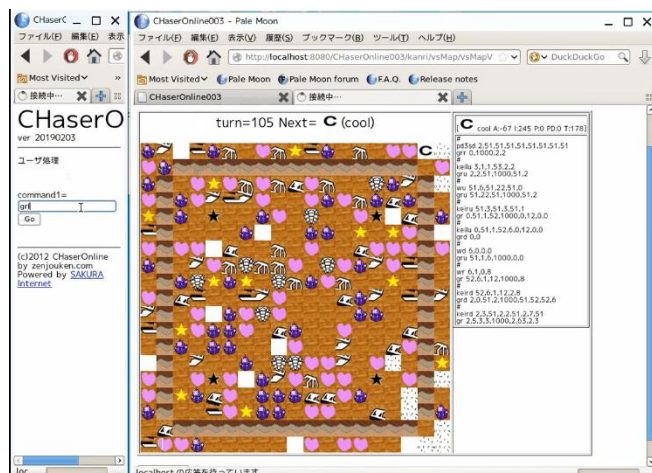 CHaserC
ファイル(F) 編集(E) 表示
Most Visited
接続中…
CHaserO
ver 20190203
ユーザ処理
command1=
grl
Go
(c)2012 CHaserOnline
by zenjouken.com
Powered by SAKURA
Internet
CHaserOnline003 - Pale Moon
ファイル(F) 編集(E) 表示(V) 履歴(S) ブックマーク(B) ツール(T) ヘルプ(H)
http://localhost:8080/CHaserOnline003/kanri/vsMap/vsMapV
DuckDuckGo
Most Visited Pale Moon Pale Moon forum F.A.Q. Release notes
CHaserOnline003 接続中…
turn=105 Next= C (cool)
C
[ C cool A:-67 I:245 P:0 PD:0 T:178]
#
pd3sd 2,51,51,51,51,51,51,51,51
grr 0,1000,2,2
#
keilu 3,1,1,53,2,2
gru 2,2,51,1000,51,2
#
wu 51,6,51,22,51,0
gru 51,22,51,1000,51,2
#
keiru 51,3,51,3,51,1
gr 0,51,1,52,1000,0,12,0,0
#
keilu 0,51,1,52,6,0,12,0,0
grd 0,0
#
wd 6,0,0,0
gru 51,1,6,1000,0,0
#
wr 6,1,0,8
gr 52,6,1,12,1000,8
#
keird 52,6,1,12,2,8
grd 2,0,51,2,1000,51,52,52,6
#
keird 2,3,51,2,2,51,2,7,51
gr 2,5,3,3,1000,2,63,2,3
localhost の応答を待っています